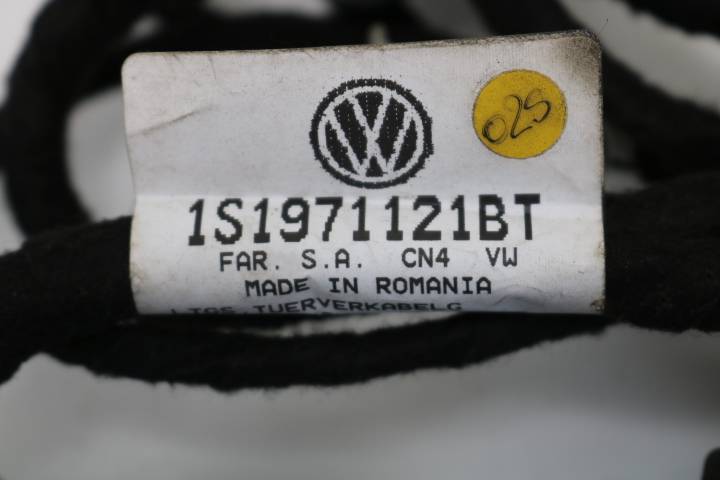 025
1S1971121BT
FAR. S.A. CN4 VW
MADE IN ROMANIA
TUERVERKABELG